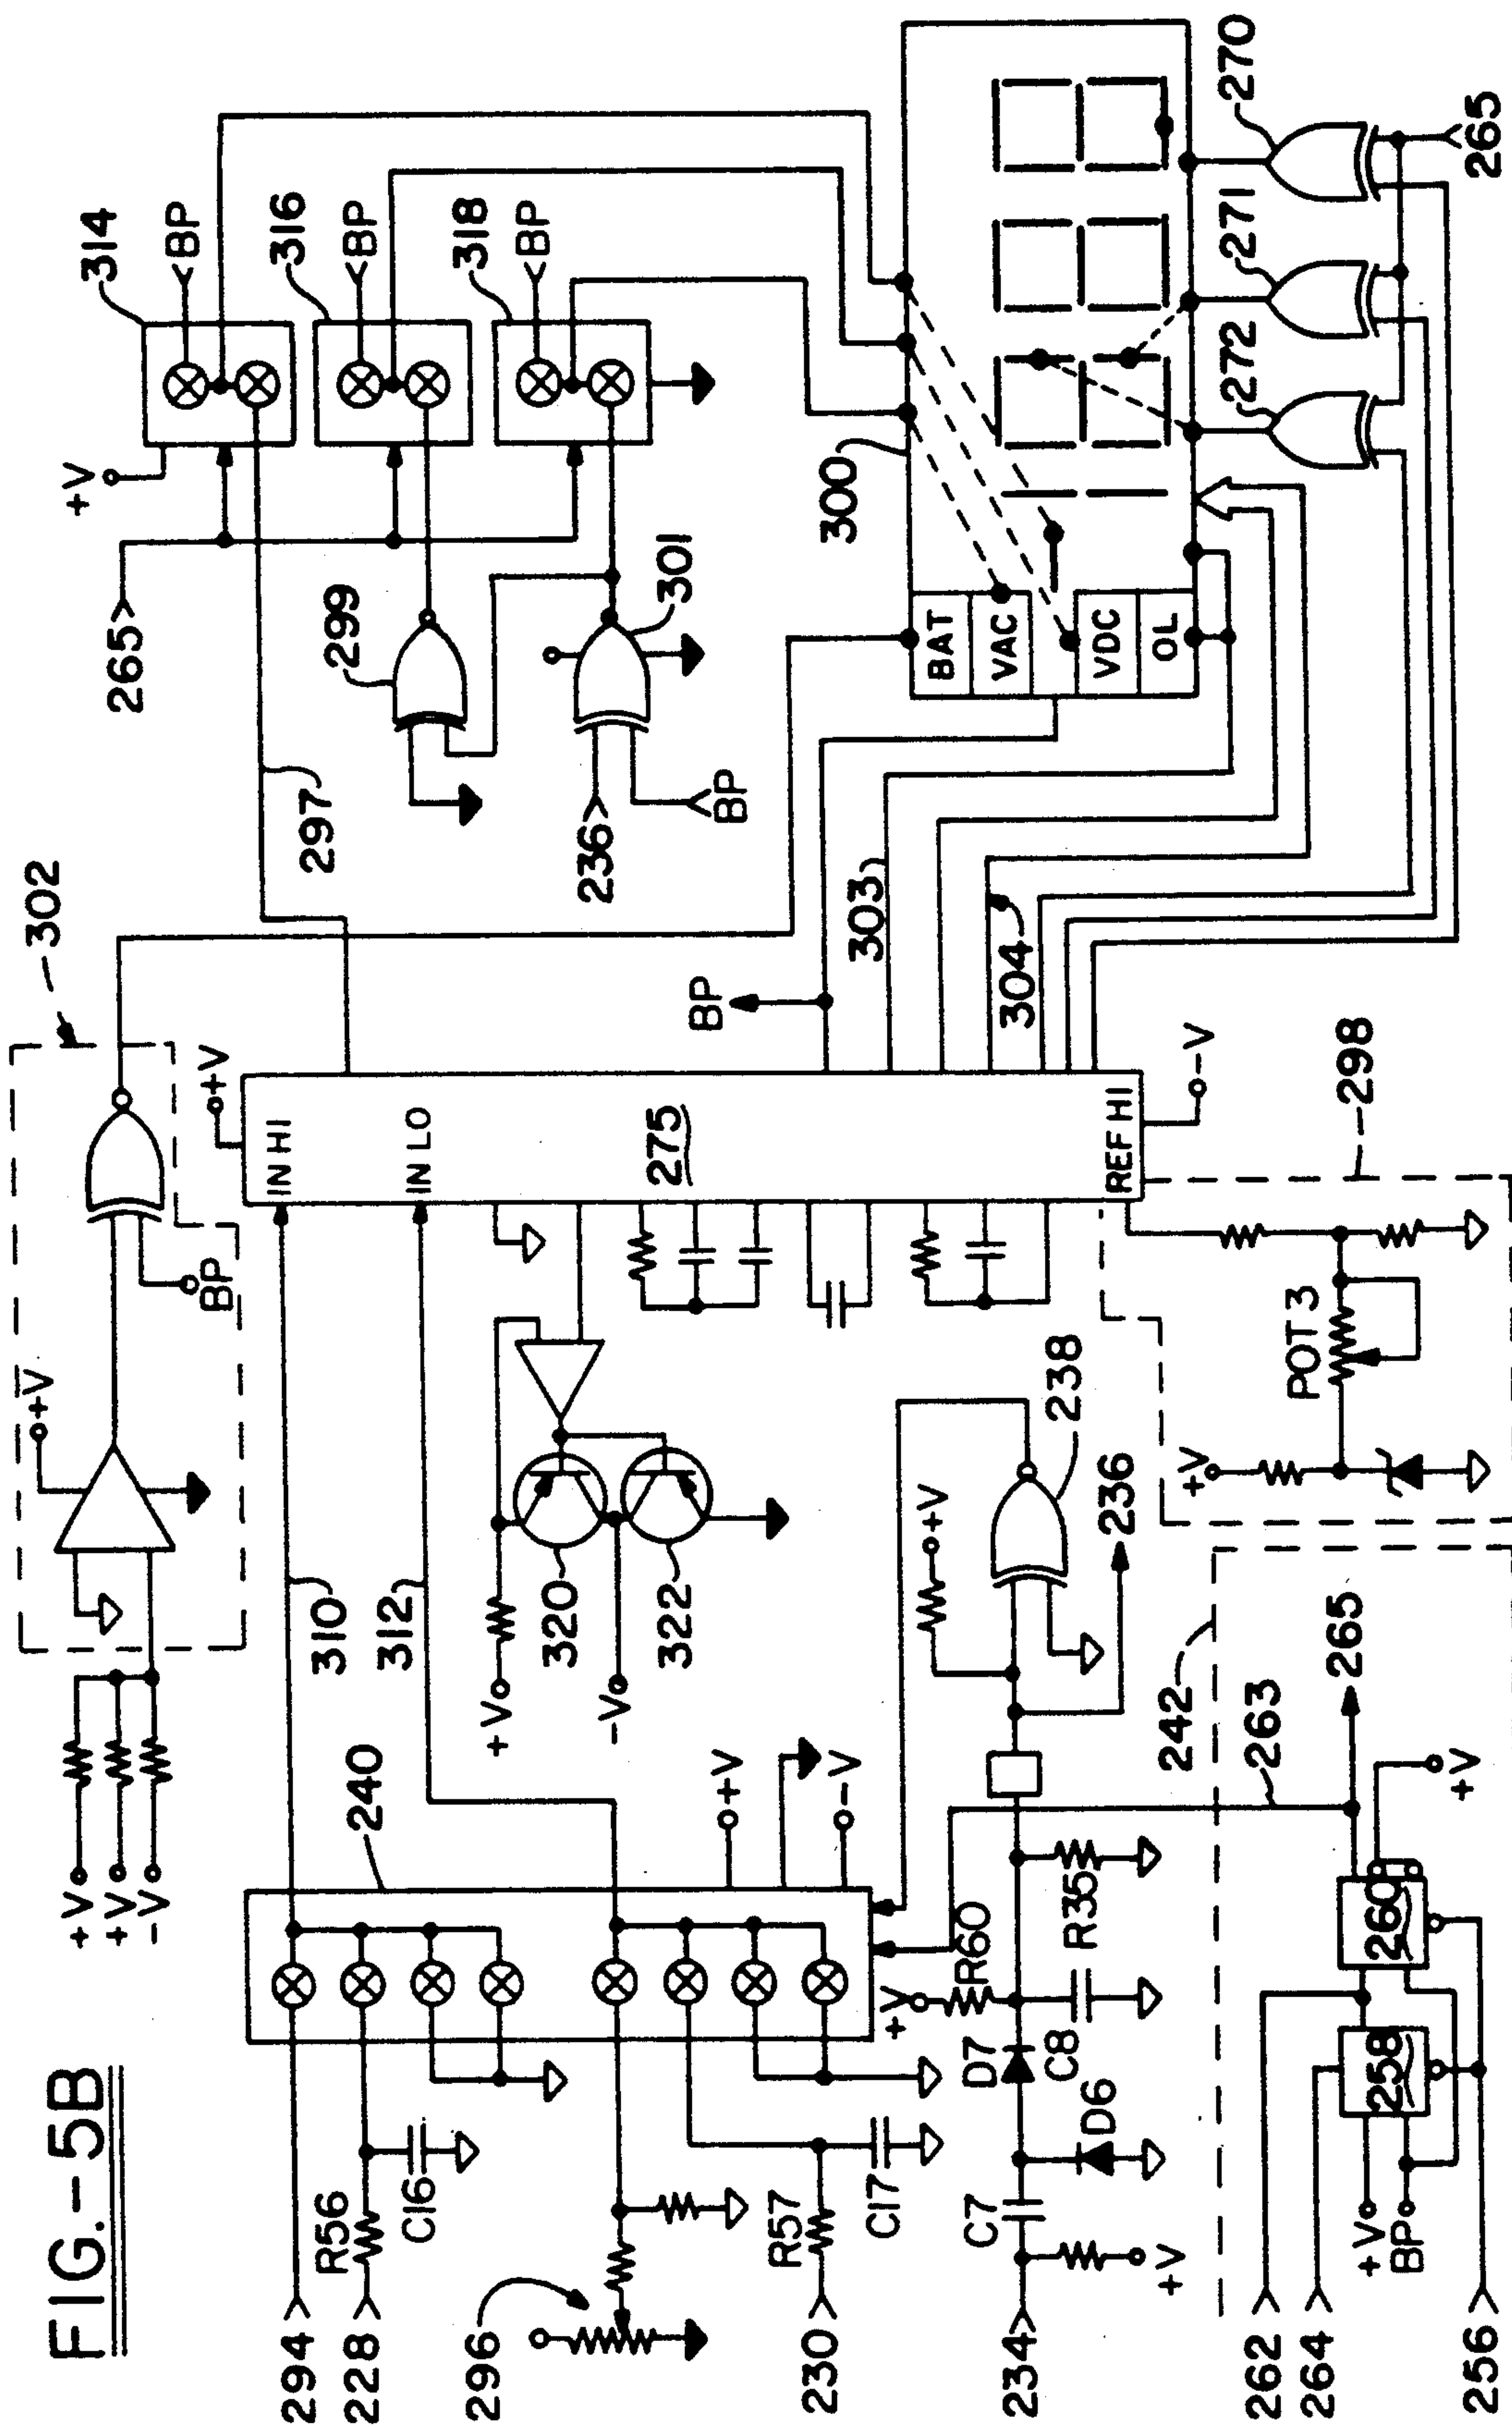 FIG.-5B
294
228
R56
C16
296
230
R57
C17
234
C7
+V
D7
D6
C8
+V
R60
R35
240
+V
-V
262
264
256
+V
BP
258
260
+V
242
263
265
236
238
+V
+V
+V
-V
310
312
+V
-V
320
322
+V
BP
302
+V
IN HI
IN LO
275
REF HI
-V
298
POT 3
+V
BP
303
304
297
265
+V
314
BP
316
BP
318
BP
299
301
236
BP
300
BAT
VAC
VDC
OL
272
271
270
265